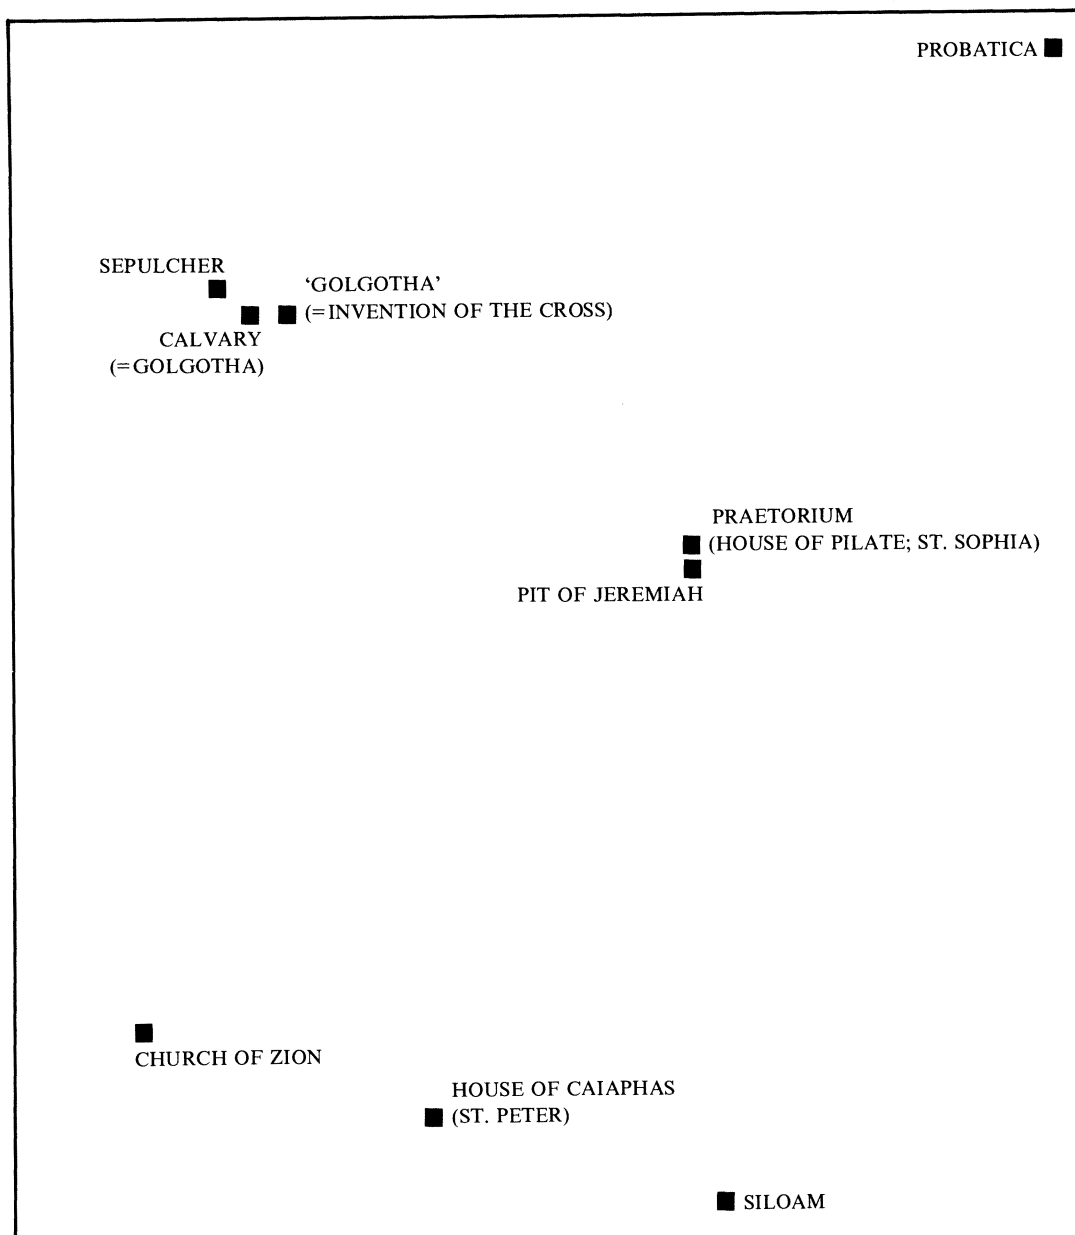 PROBATICA
SEPULCHER
'GOLGOTHA'
(=INVENTION OF THE CROSS)
CALVARY
(=GOLGOTHA)
PRAETORIUM
(HOUSE OF PILATE; ST. SOPHIA)
PIT OF JEREMIAH
CHURCH OF ZION
HOUSE OF CAIAPHAS
(ST. PETER)
SILOAM